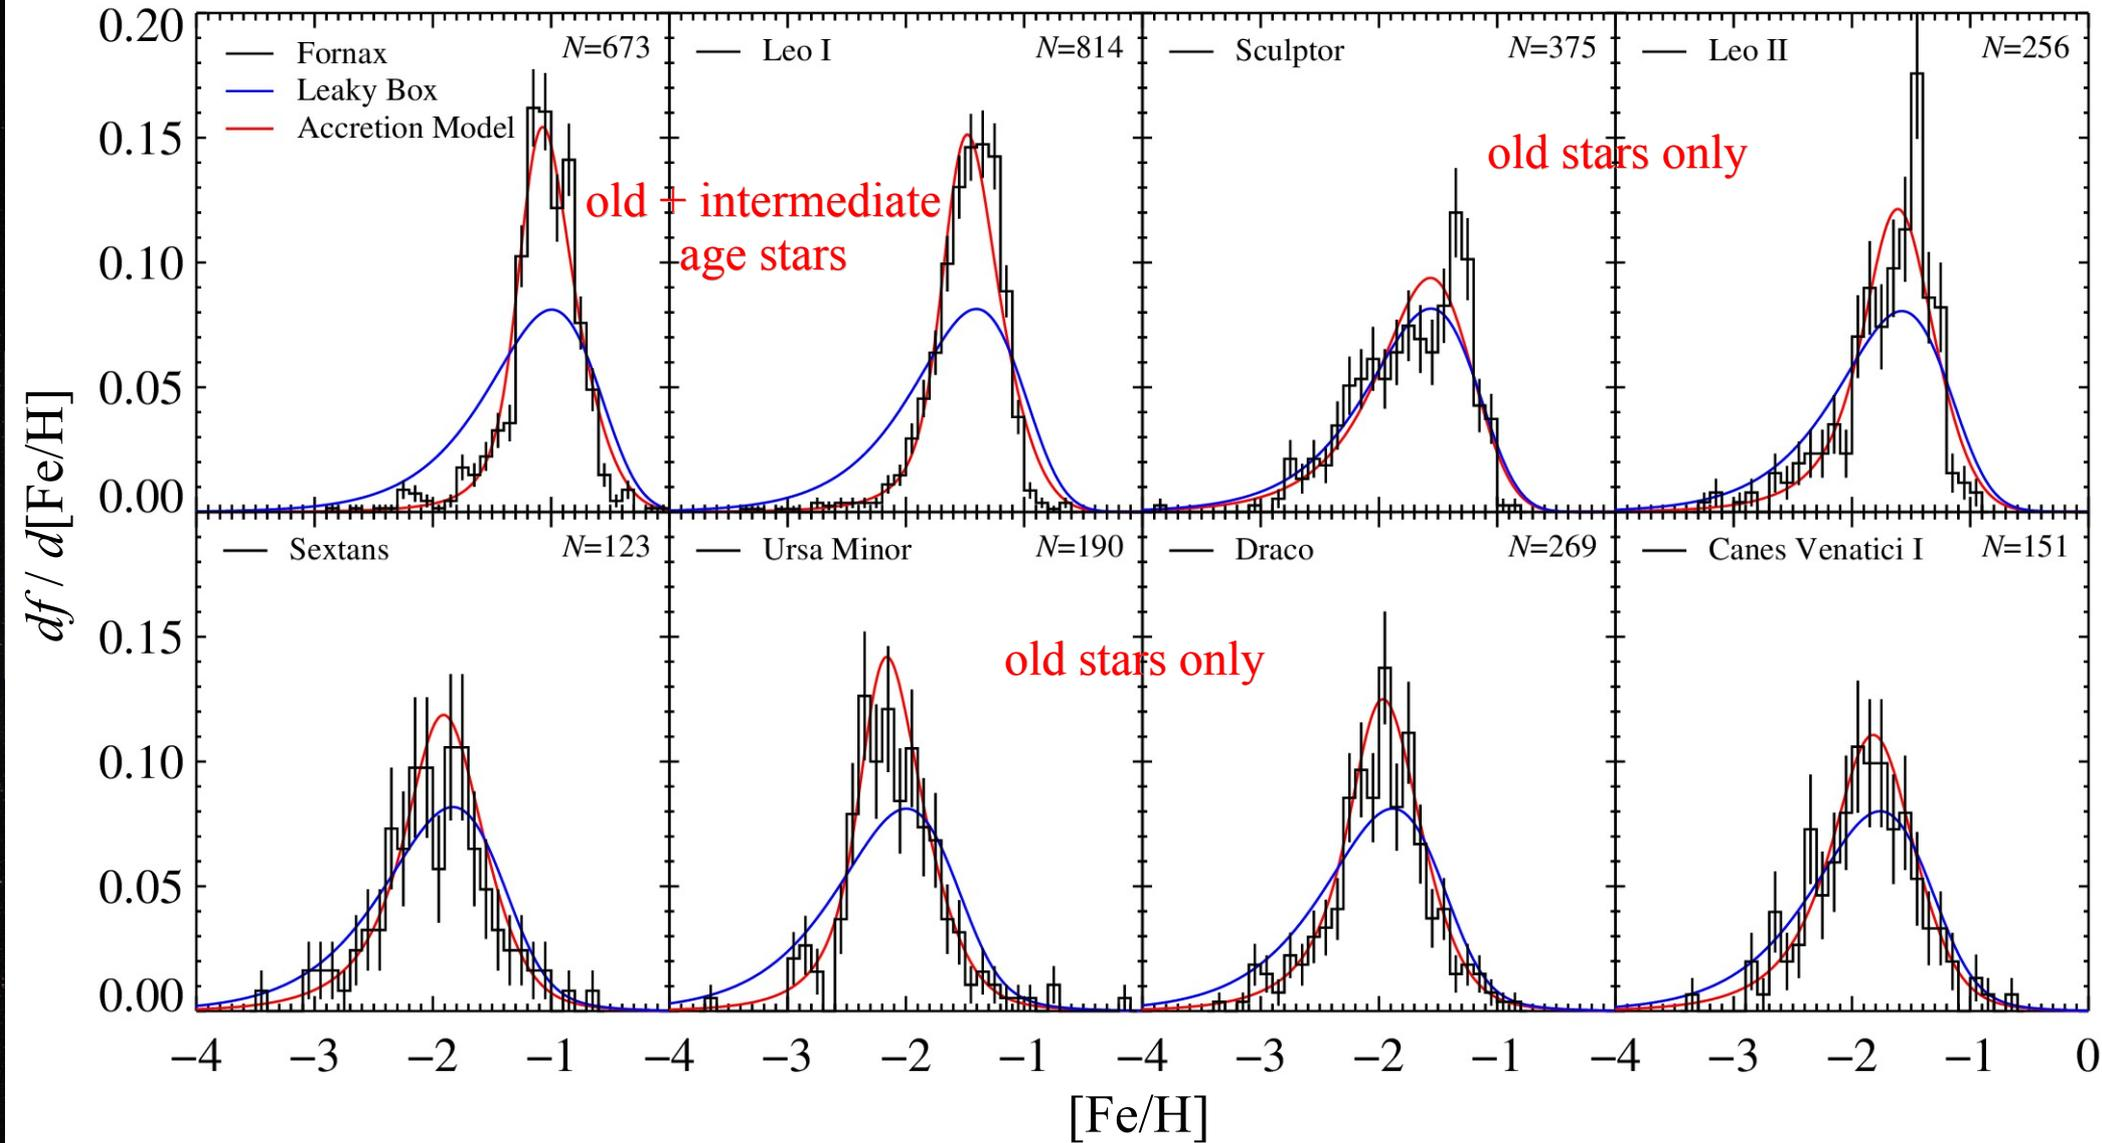 0.20
0.15
0.10
0.05
0.00
Fornax
Leaky Box
Accretion Model
N=673
Leo I
N=814
Sculptor
N=375
Leo II
N=256
old + intermediate
age stars
old stars only
df / d[Fe/H]
Sextans
N=123
Ursa Minor
N=190
Draco
N=269
Canes Venatici I
N=151
old stars only
0.15
0.10
0.05
0.00
−4 −3 −2 −1 −4 −3 −2 −1 −4 −3 −2 −1 −4 −3 −2 −1 0
[Fe/H]